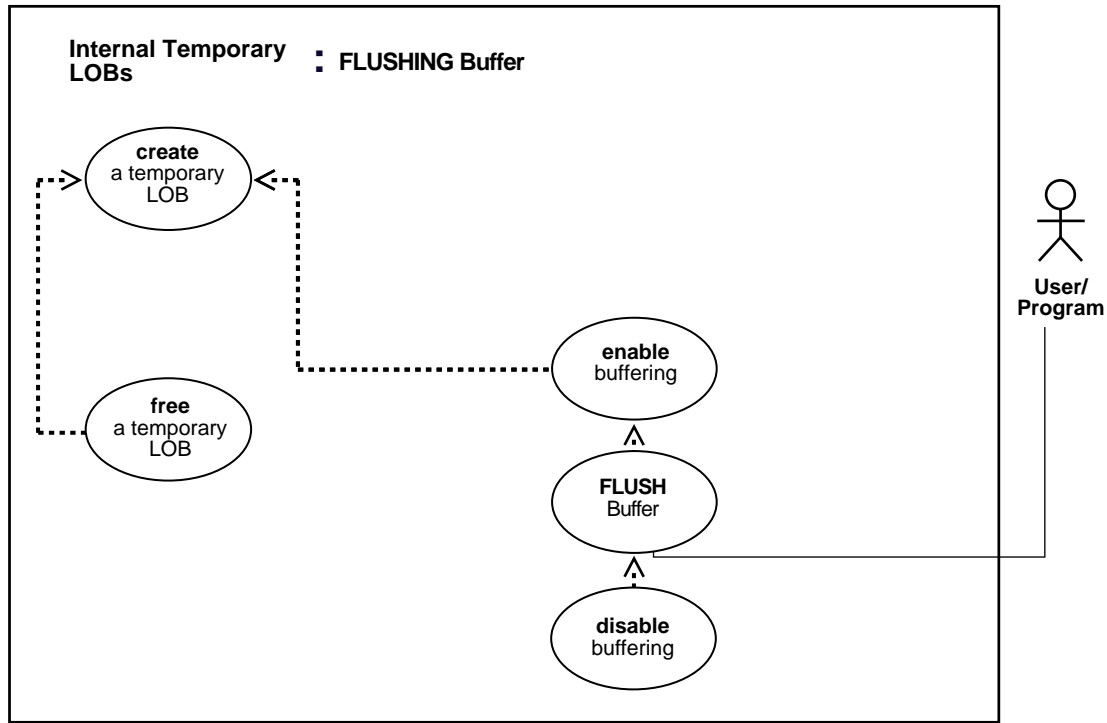 Internal Temporary
LOBs
: FLUSHING Buffer
create
a temporary
LOB
User/
Program
enable
buffering
free
a temporary
LOB
FLUSH
Buffer
disable
buffering